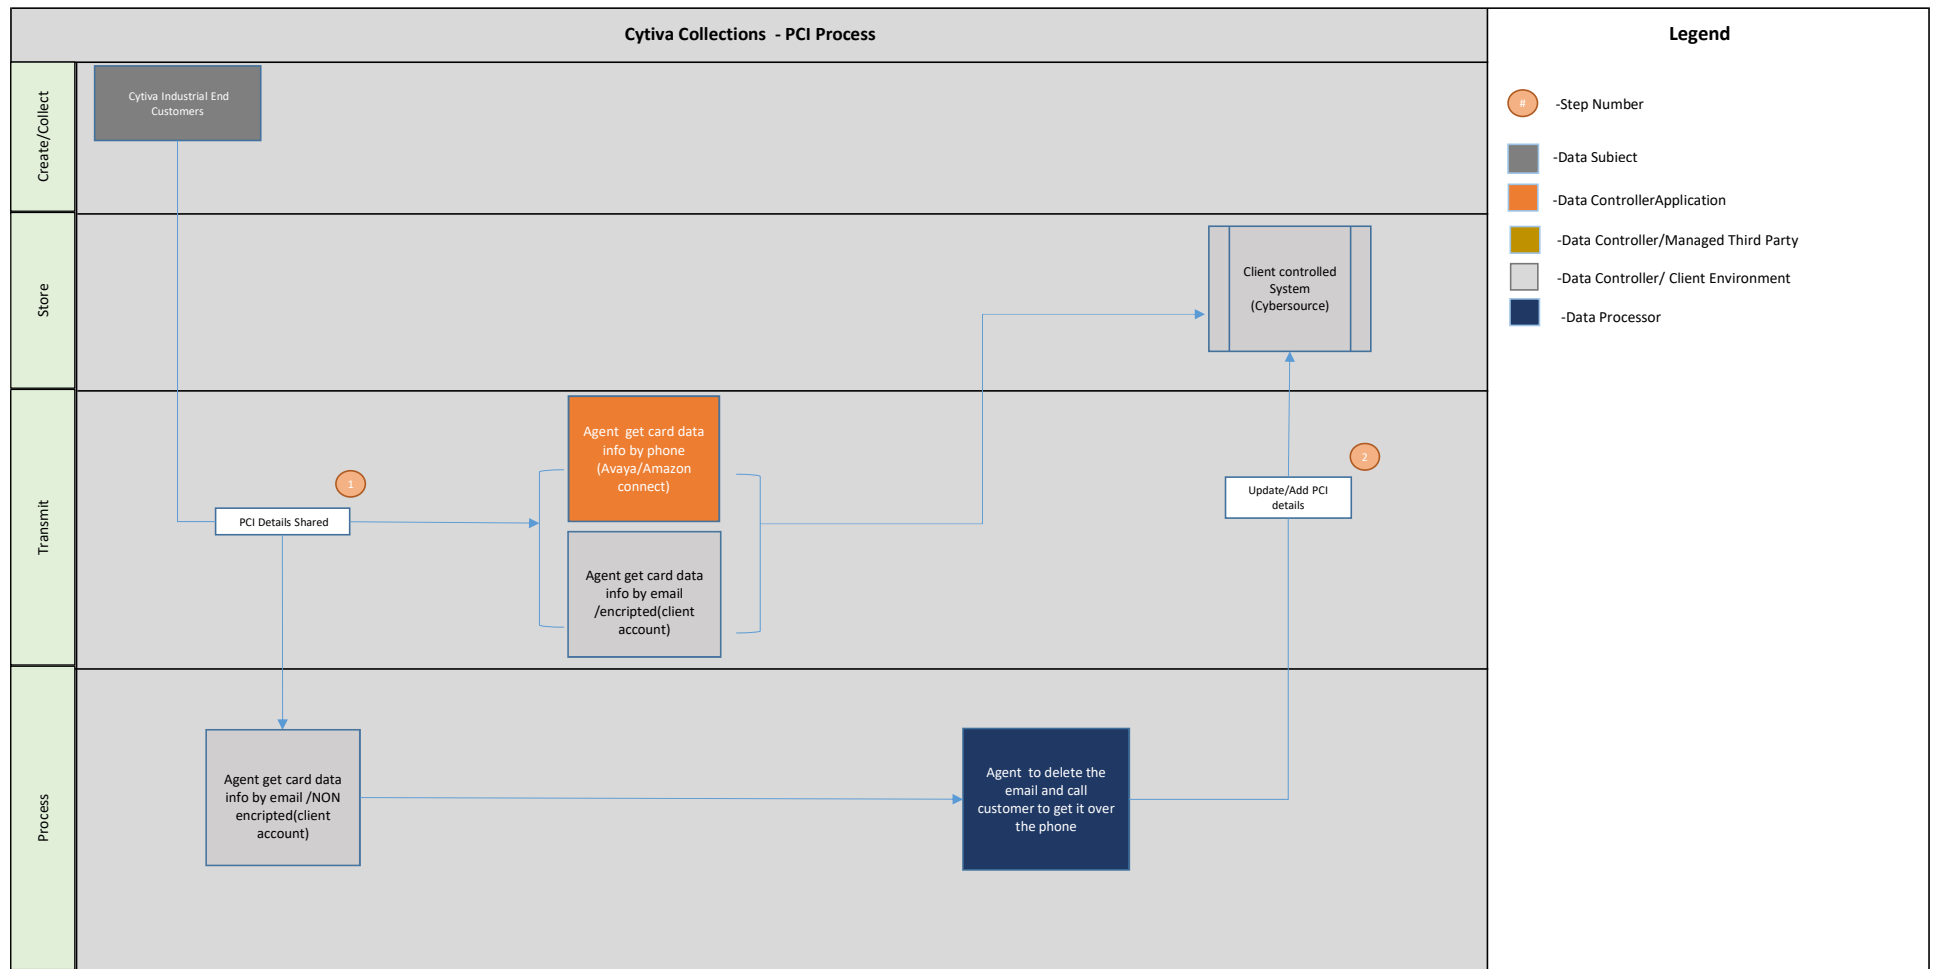 Cytiva Collections - PCI Process
Legend
Create/Collect
Cytiva Industrial End
Customers
# -Step Number
-Data Subiect
-Data ControllerApplication
-Data Controller/Managed Third Party
-Data Controller/ Client Environment
-Data Processor
Store
Client controlled
System
(Cybersource)
Transmit
1
PCI Details Shared
Agent get card data
info by phone
(Avaya/Amazon
connect)
Agent get card data
info by email
/encripted(client
account)
2
Update/Add PCI
details
Process
Agent get card data
info by email /NON
encripted(client
account)
Agent to delete the
email and call
customer to get it over
the phone